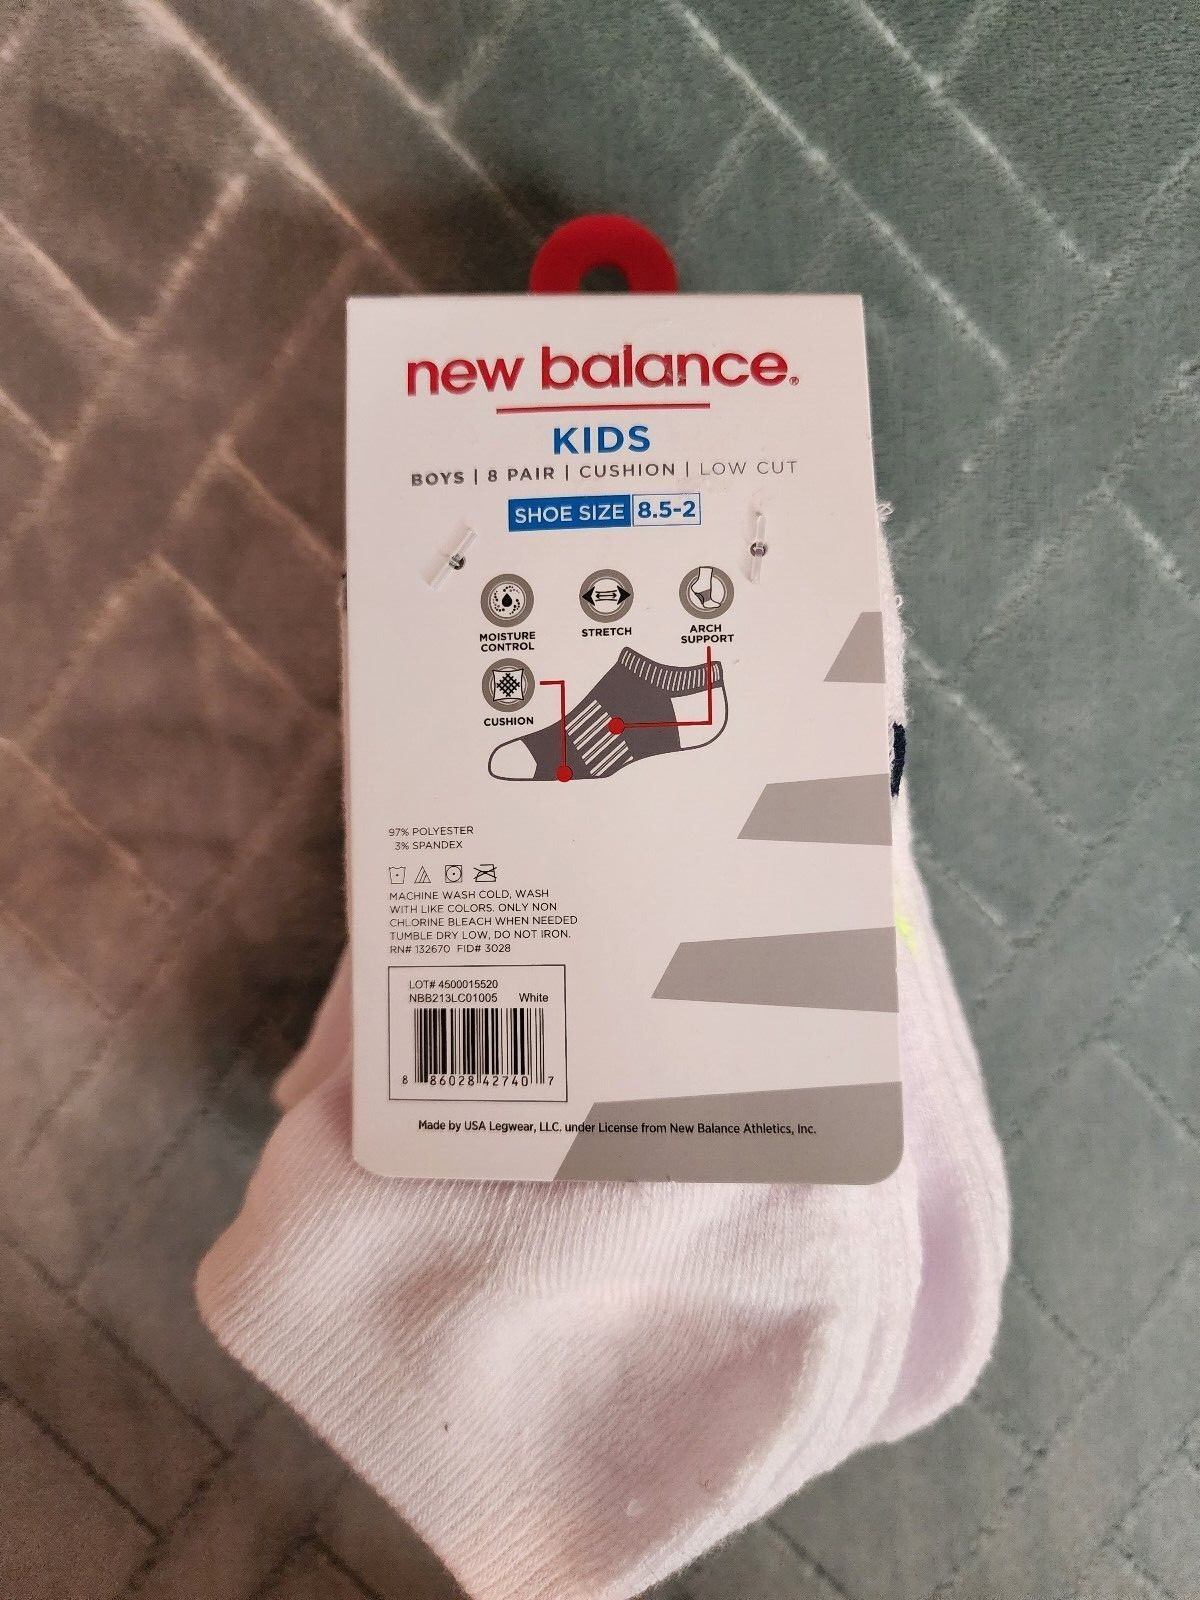 new balance®
KIDS
BOYS | 8 PAIR | CUSHION | LOW CUT
SHOE SIZE 8.5-2
MOISTURE CONTROL
STRETCH
ARCH SUPPORT
CUSHION
97% POLYESTER
3% SPANDEX
MACHINE WASH COLD, WASH
WITH LIKE COLORS. ONLY NON
CHLORINE BLEACH WHEN NEEDED
TUMBLE DRY LOW, DO NOT IRON.
RN# 132670 FID# 3028
LOT# 4500015520
NBB213LC01005 White
8 86028 42740 7
Made by USA Legwear, LLC. under License from New Balance Athletics, Inc.